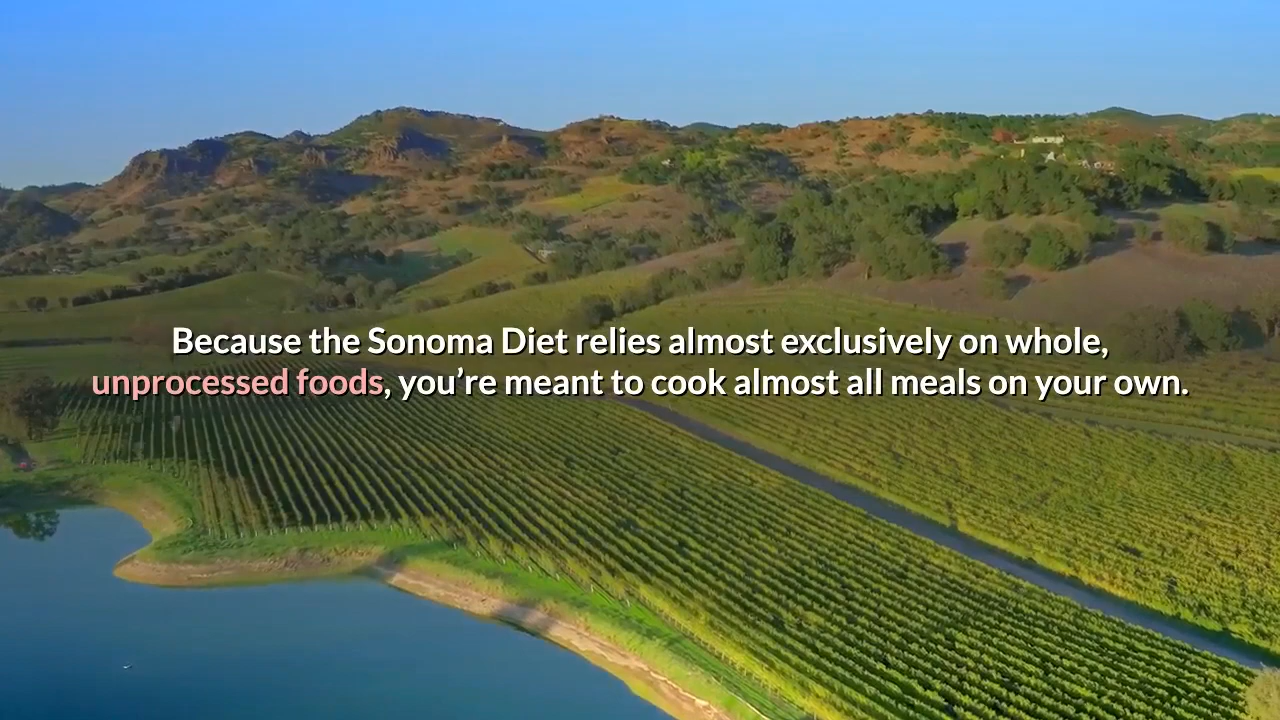 Because the Sonoma Diet relies almost exclusively on whole,
unprocessed foods, you’re meant to cook almost all meals on your own.